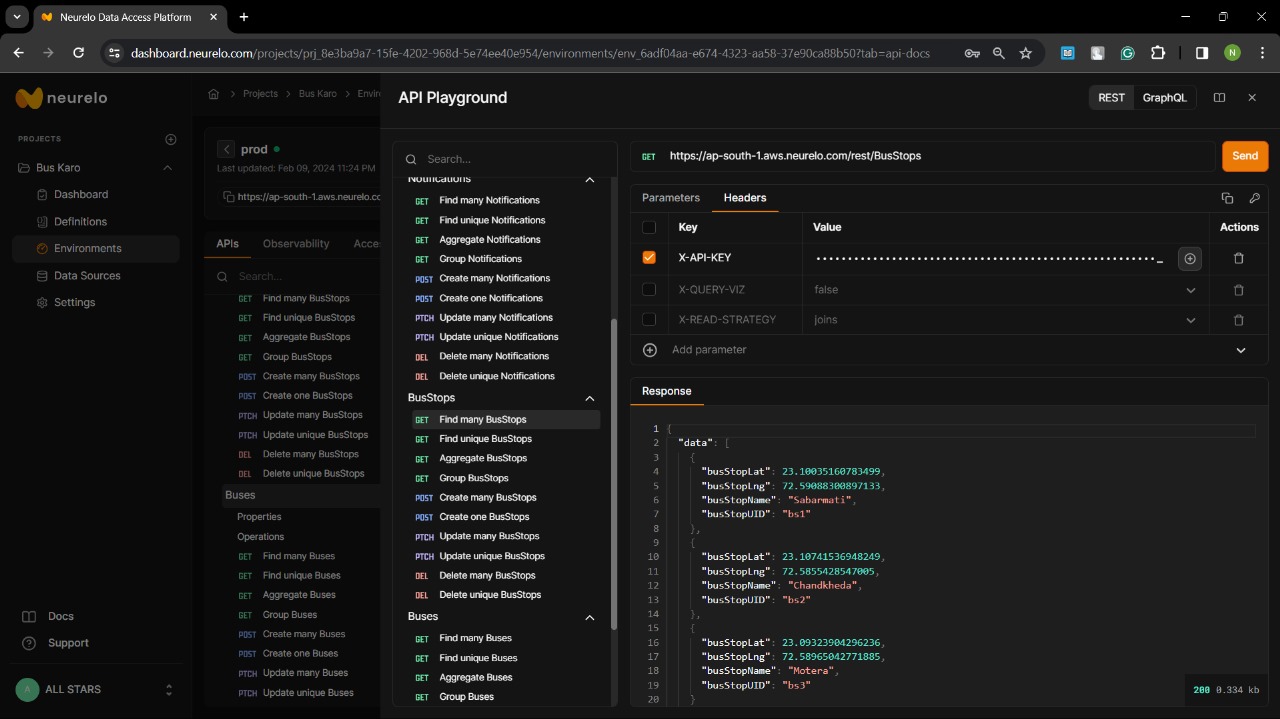 Neurelo Data Access Platform
dashboard.neurelo.com/projects/prj_8e3ba9a7-15fe-4202-968d-5e74ee40e954/environments/env_6adf04aa-e674-4323-aa58-37e90ca88b50?tab=api-docs
N
neurelo
PROJECTS
Bus Karo
Dashboard
Definitions
Environments
Data Sources
Settings
Docs
Support
A ALL STARS
Projects Bus Karo Enviro
prod
Last updated: Feb 09, 2024 11:24 PM
https://ap-south-1.aws.neurelo.cc
APIs Observability Acce
Search...
GET Find many BusStops
GET Find unique BusStops
GET Aggregate BusStops
GET Group BusStops
POST Create many BusStops
POST Create one BusStops
PTCH Update many BusStops
PTCH Update unique BusStops
DEL Delete many BusStops
DEL Delete unique BusStops
Buses
Properties
Operations
GET Find many Buses
GET Find unique Buses
GET Aggregate Buses
GET Group Buses
POST Create many Buses
POST Create one Buses
PTCH Update many Buses
PTCH Update unique Buses
API Playground
REST GraphQL
Search...
Notifications
GET Find many Notifications
GET Find unique Notifications
GET Aggregate Notifications
GET Group Notifications
POST Create many Notifications
POST Create one Notifications
PTCH Update many Notifications
PTCH Update unique Notifications
DEL Delete many Notifications
DEL Delete unique Notifications
BusStops
GET Find many BusStops
GET Find unique BusStops
GET Aggregate BusStops
GET Group BusStops
POST Create many BusStops
POST Create one BusStops
PTCH Update many BusStops
PTCH Update unique BusStops
DEL Delete many BusStops
DEL Delete unique BusStops
Buses
GET Find many Buses
GET Find unique Buses
GET Aggregate Buses
GET Group Buses
GET https://ap-south-1.aws.neurelo.com/rest/BusStops
Send
Parameters Headers
Key Value Actions
X-API-KEY
X-QUERY-VIZ false
X-READ-STRATEGY joins
Add parameter
Response
1 {
2 "data": [
3 {
4 "busStopLat": 23.10035160783499,
5 "busStopLng": 72.59088300897133,
6 "busStopName": "Sabarmati",
7 "busStopUID": "bs1"
8 },
9 {
10 "busStopLat": 23.10741536948249,
11 "busStopLng": 72.5855428547005,
12 "busStopName": "Chandkheda",
13 "busStopUID": "bs2"
14 },
15 {
16 "busStopLat": 23.09323904296236,
17 "busStopLng": 72.58965042771885,
18 "busStopName": "Motera",
19 "busStopUID": "bs3"
20 }
200 0.334 kb